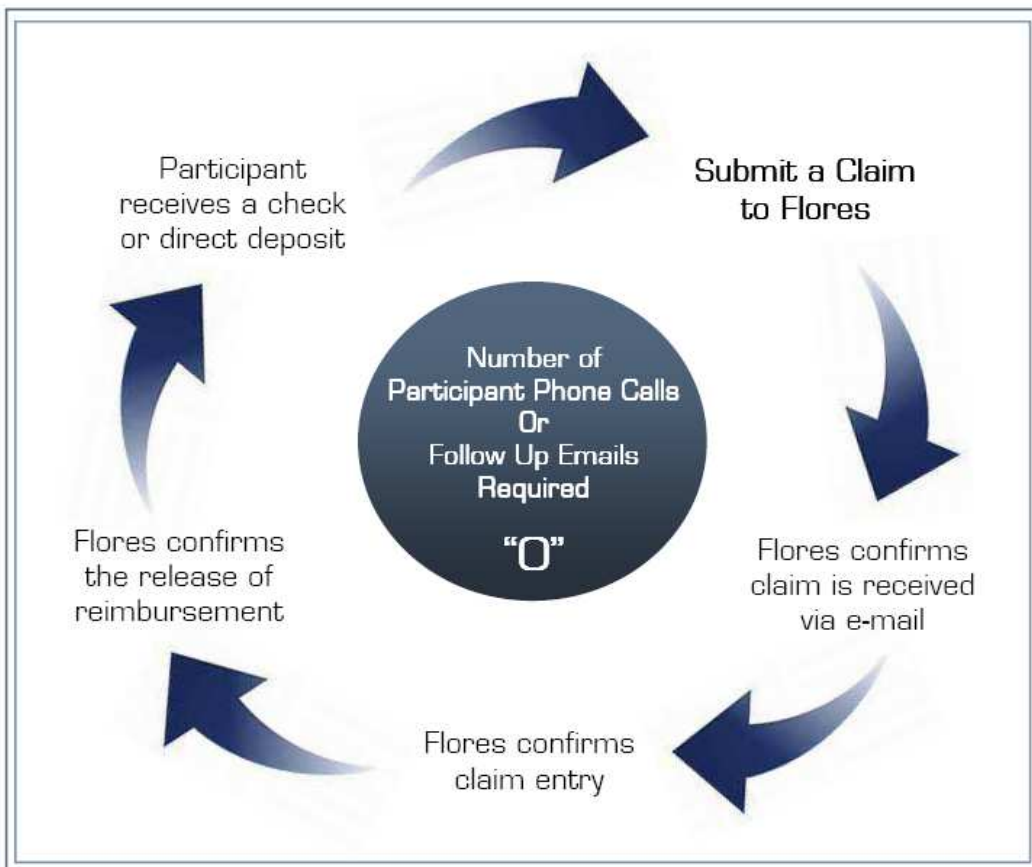 Submit a Claim
to Flores
Flores confirms
claim is received
via e-mail
Flores confirms
claim entry
Flores confirms
the release of
reimbursement
Participant
receives a check
or direct deposit
Number of
Participant Phone Calls
Or
Follow Up Emails
Required
“0”